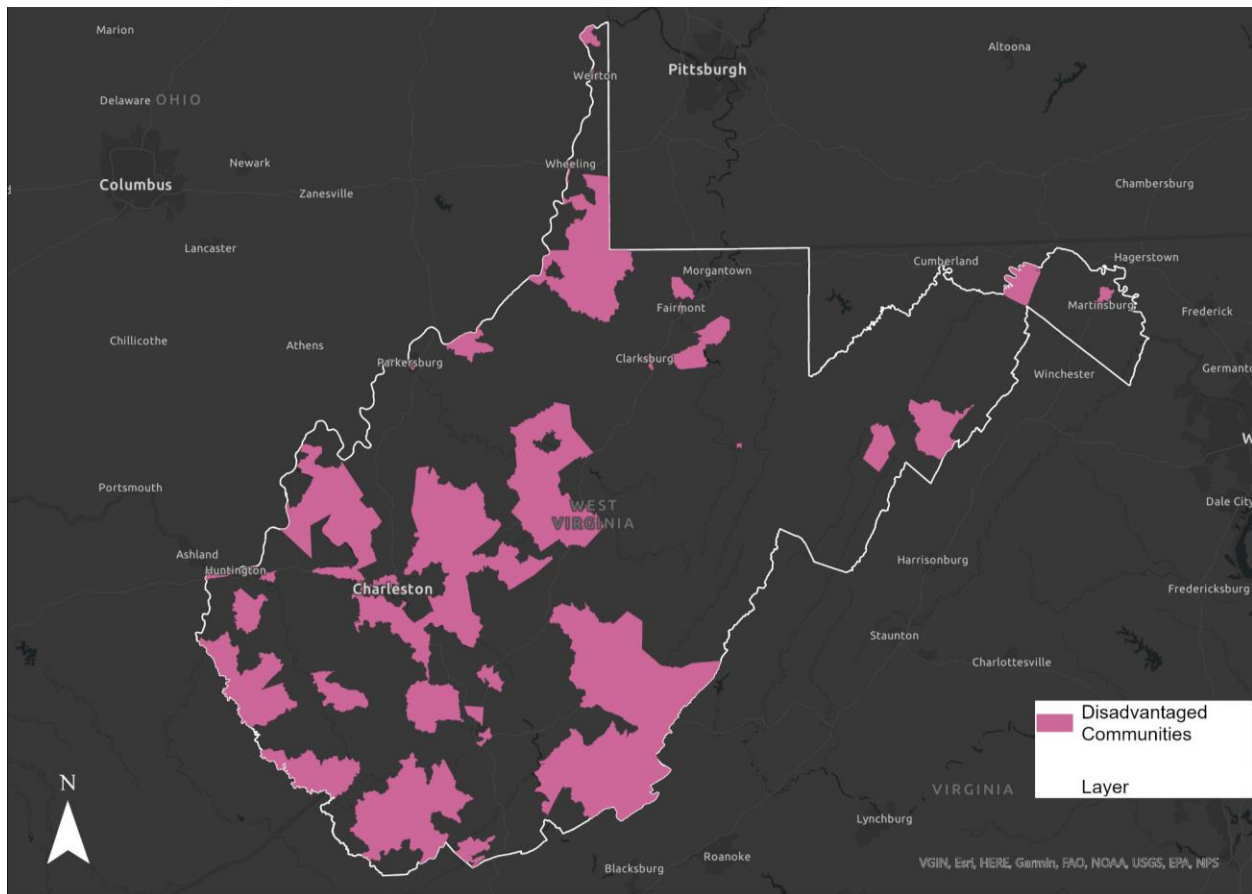 Marion
Altoona
Pittsburgh
Weirton
Delaware
OHIO
Newark
Wheeling
Columbus
Zanesville
Chambersburg
Lancaster
Cumberland
Hagerstown
Morgantown
Martinsburg
Fairmont
Frederick
Chillicothe
Athens
Parkersburg
Clarksburg
Winchester
Germanto
W
Portsmouth
WEST
VIRGINIA
Dale City
Ashland
Huntington
Harrisonburg
Charleston
Fredericksburg
Staunton
Charlottesville
Disadvantaged
Communities
Layer
N
VIRGINIA
Lynchburg
Roanoke
Blacksburg
VGIN, Esri, HERE, Garmin, FAO, NOAA, USGS, EPA, NPS